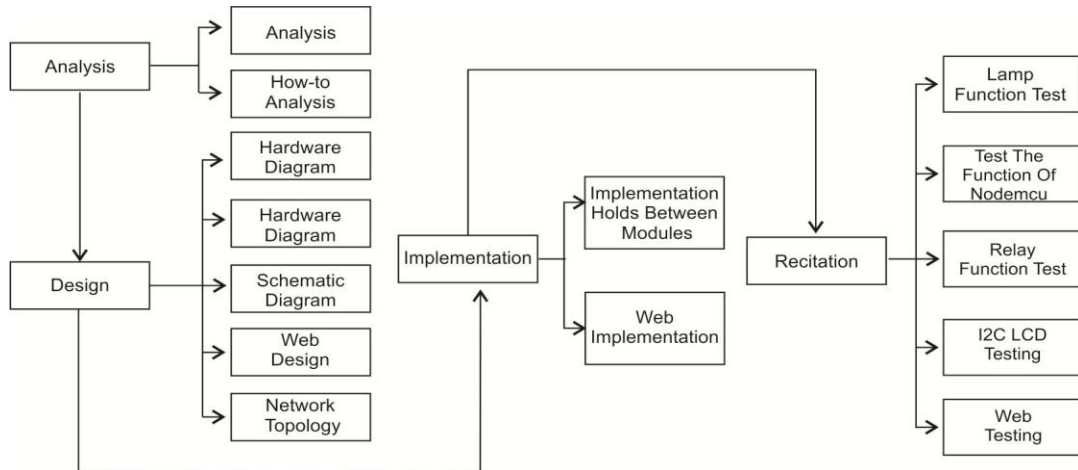 Analysis
Analysis
How-to
Analysis
Design
Hardware
Diagram
Hardware
Diagram
Schematic
Diagram
Web
Design
Network
Topology
Implementation
Implementation
Holds Between
Modules
Web
Implementation
Recitation
Lamp
Function Test
Test The
Function Of
Nodemcu
Relay
Function Test
I2C LCD
Testing
Web
Testing